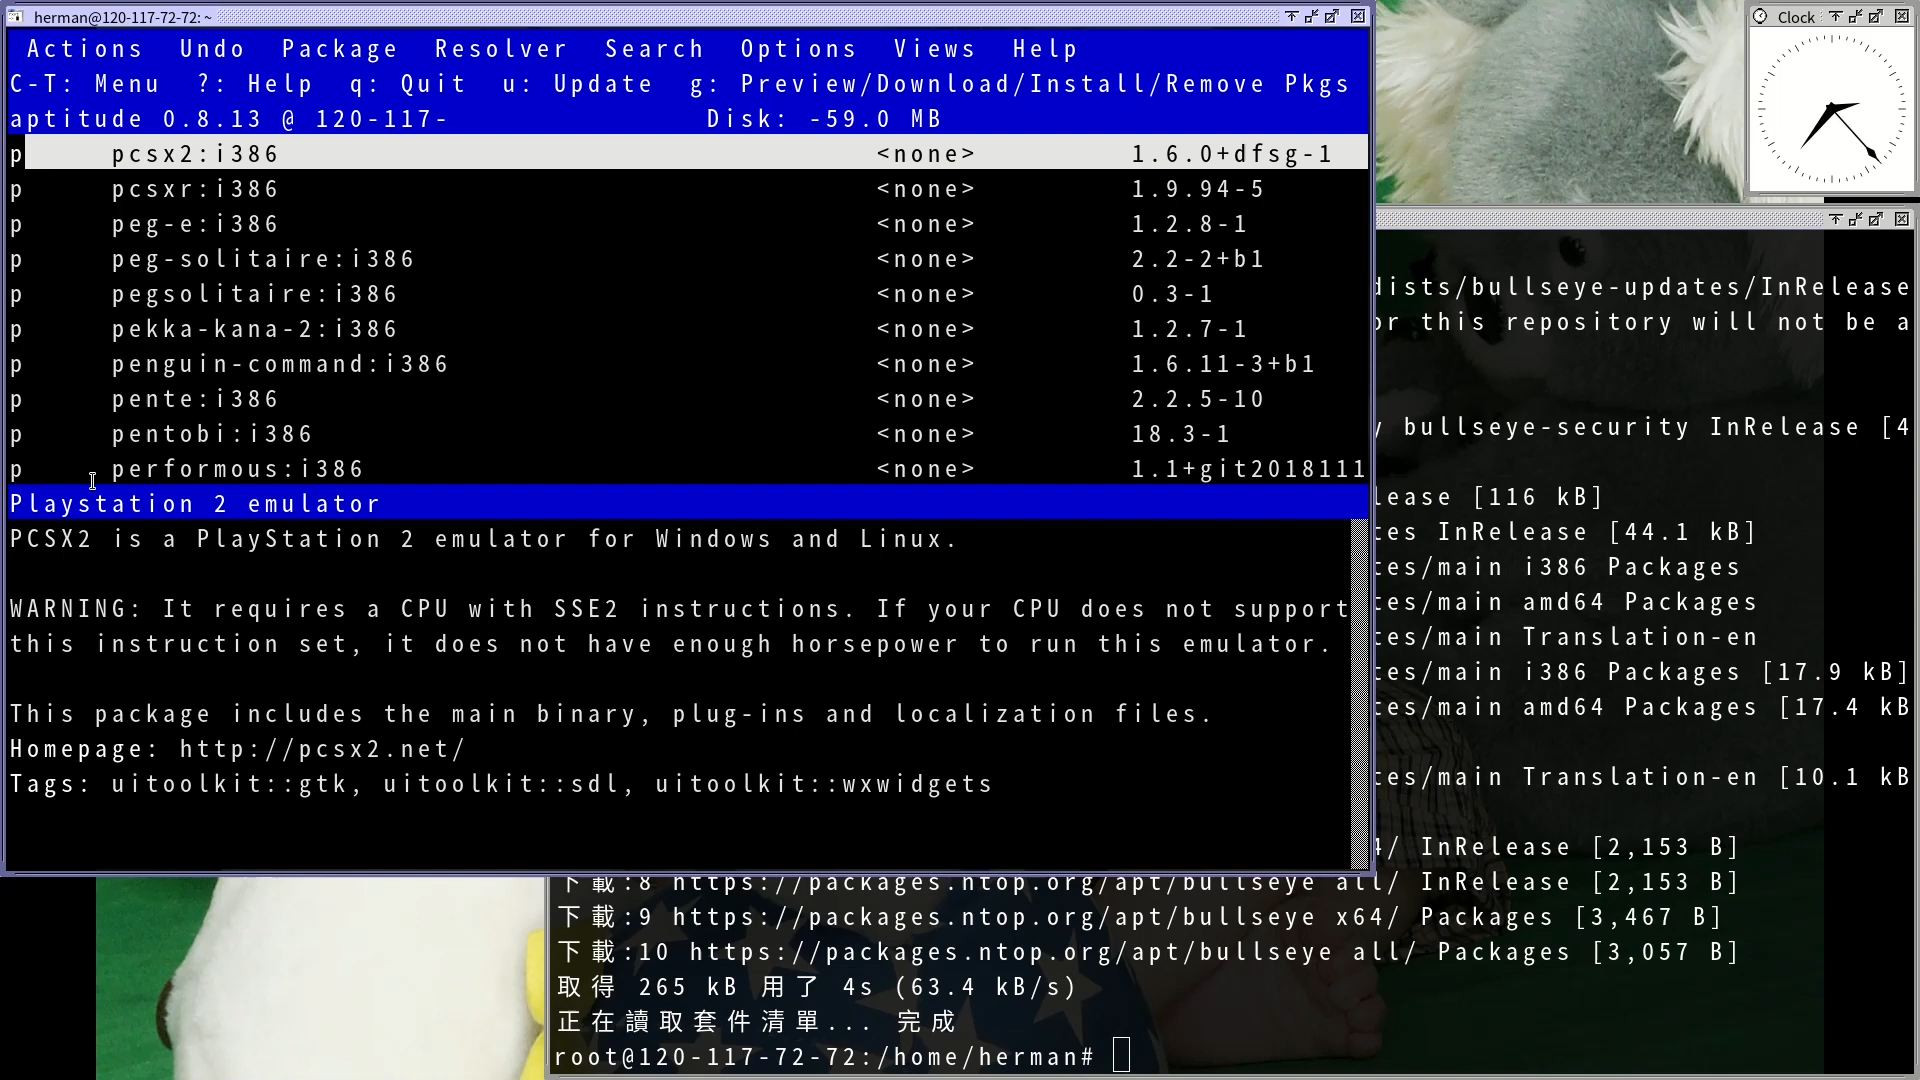 herman@120-117-72-72: ~
Actions Undo Package Resolver Search Options Views Help
C-T: Menu ?: Help q: Quit u: Update g: Preview/Download/Install/Remove Pkgs
aptitude 0.8.13 @ 120-117- Disk: -59.0 MB
p pcsx2:i386 <none> 1.6.0+dfsg-1
p pcsxr:i386 <none> 1.9.94-5
p peg-e:i386 <none> 1.2.8-1
p peg-solitaire:i386 <none> 2.2-2+b1
p pegsolitaire:i386 <none> 0.3-1
p pekka-kana-2:i386 <none> 1.2.7-1
p penguin-command:i386 <none> 1.6.11-3+b1
p pente:i386 <none> 2.2.5-10
p pentobi:i386 <none> 18.3-1
p performous:i386 <none> 1.1+git2018111
Playstation 2 emulator
PCSX2 is a PlayStation 2 emulator for Windows and Linux.
WARNING: It requires a CPU with SSE2 instructions. If your CPU does not support
this instruction set, it does not have enough horsepower to run this emulator.
This package includes the main binary, plug-ins and localization files.
Homepage: http://pcsx2.net/
Tags: uitoolkit::gtk, uitoolkit::sdl, uitoolkit::wxwidgets
Clock
dists/bullseye-updates/InRelease
or this repository will not be a
y bullseye-security InRelease [4
lease [116 kB]
tes InRelease [44.1 kB]
tes/main i386 Packages
tes/main amd64 Packages
tes/main Translation-en
tes/main i386 Packages [17.9 kB]
tes/main amd64 Packages [17.4 kB
tes/main Translation-en [10.1 kB
4/ InRelease [2,153 B]
下載:8 https://packages.ntop.org/apt/bullseye all/ InRelease [2,153 B]
下載:9 https://packages.ntop.org/apt/bullseye x64/ Packages [3,467 B]
下載:10 https://packages.ntop.org/apt/bullseye all/ Packages [3,057 B]
取得 265 kB 用了 4s (63.4 kB/s)
正在讀取套件清單... 完成
root@120-117-72-72:/home/herman#